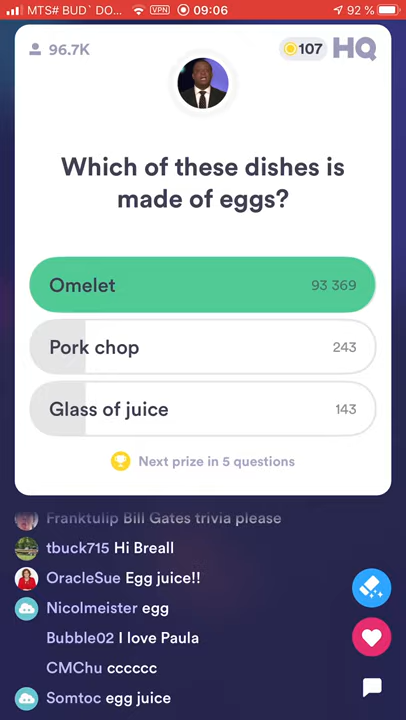 MTS# BUD` DO... VPN 09:06 92 %
96.7K 107 HQ
Which of these dishes is
made of eggs?
Omelet 93 369
Pork chop 243
Glass of juice 143
Next prize in 5 questions
Franktulip Bill Gates trivia please
tbuck715 Hi Breall
OracleSue Egg juice!!
Nicolmeister egg
Bubble02 I love Paula
CMChu cccccc
Somtoc egg juice